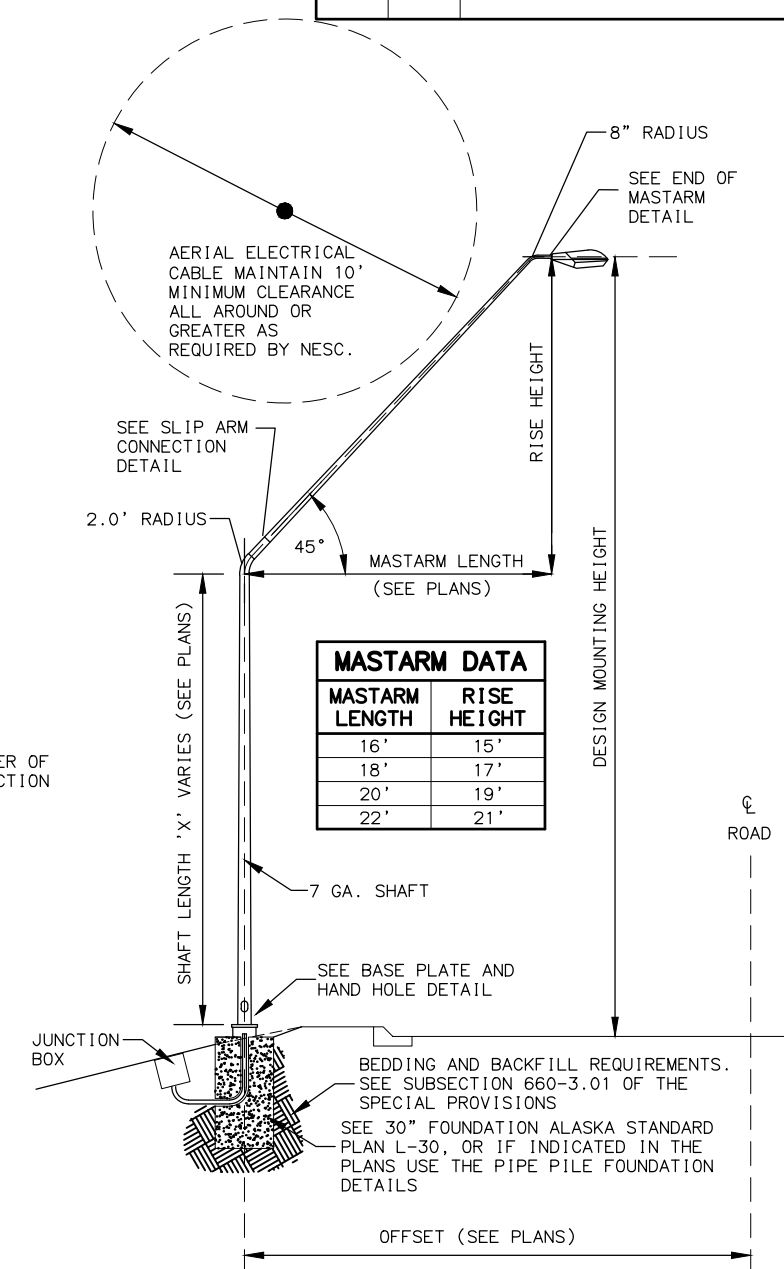 8" RADIUS
SEE END OF
MASTARM
DETAIL
AERIAL ELECTRICAL
CABLE MAINTAIN 10'
MINIMUM CLEARANCE
ALL AROUND OR
GREATER AS
REQUIRED BY NESC.
RISE HEIGHT
SEE SLIP ARM
CONNECTION
DETAIL
2.0' RADIUS
45°
MASTARM LENGTH
(SEE PLANS)
DESIGN MOUNTING HEIGHT
SHAFT LENGTH 'X' VARIES (SEE PLANS)
MASTARM DATA
MASTARM LENGTH
RISE HEIGHT
16' 15'
18' 17'
20' 19'
22' 21'
ER OF
CTION
℄
ROAD
7 GA. SHAFT
SEE BASE PLATE AND
HAND HOLE DETAIL
JUNCTION
BOX
BEDDING AND BACKFILL REQUIREMENTS.
SEE SUBSECTION 660-3.01 OF THE
SPECIAL PROVISIONS
SEE 30" FOUNDATION ALASKA STANDARD
PLAN L-30, OR IF INDICATED IN THE
PLANS USE THE PIPE PILE FOUNDATION
DETAILS
OFFSET (SEE PLANS)